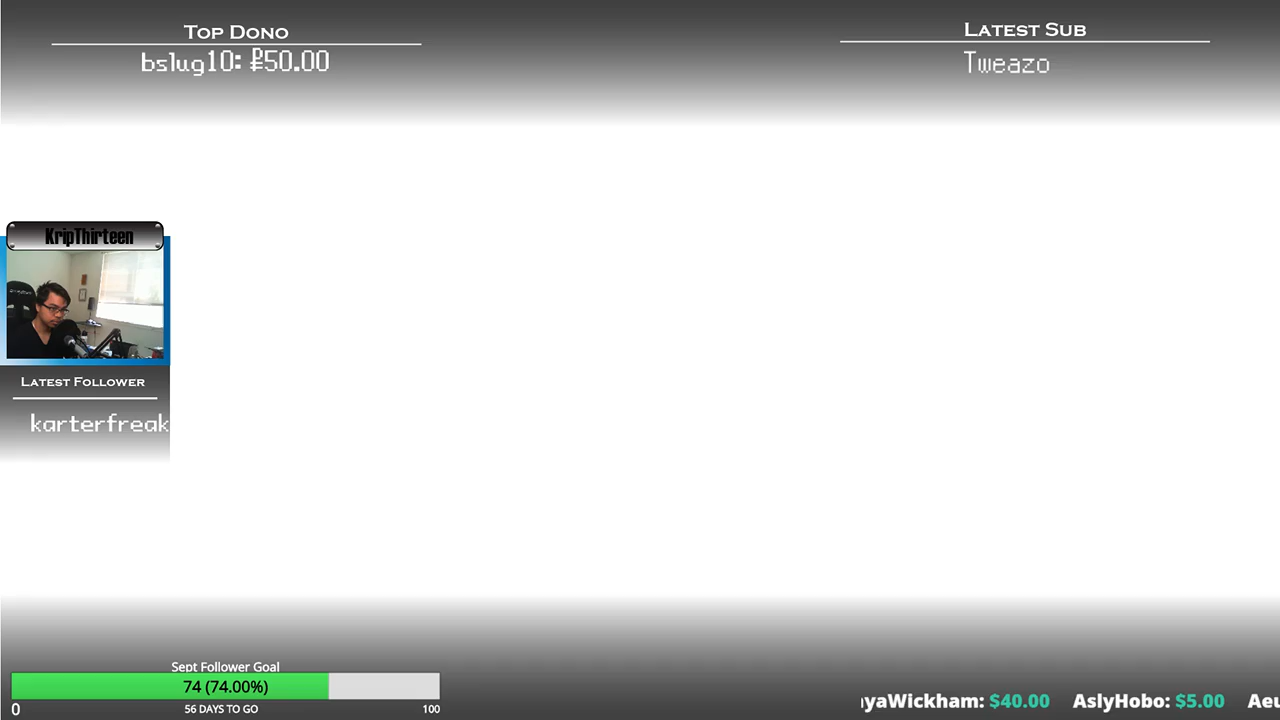 Top Dono
bslug10: ₽50.00
Latest Sub
Tweazo
KripThirteen
Latest Follower
karterfreak
Sept Follower Goal
74 (74.00%)
0
56 DAYS TO GO
100
yaWickham: $40.00 AslyHobo: $5.00